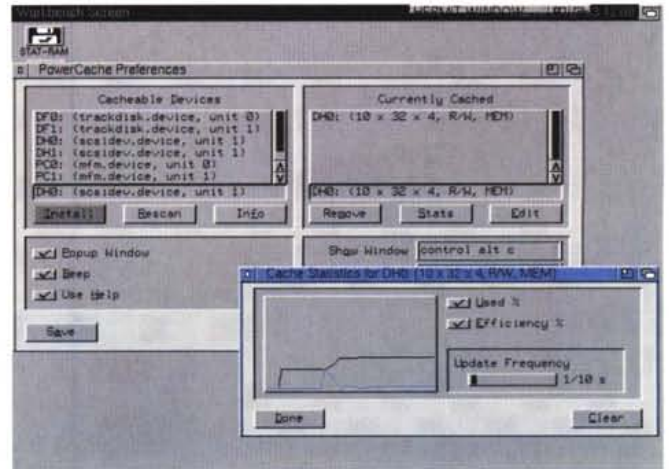 Workbench Screen
HERMIT WINDOW
STAT-RAM
PowerCache Preferences
Cacheable Devices
DF0: (trackdisk.device, unit 0)
DF1: (trackdisk.device, unit 1)
DH0: (scsidev.device, unit 1)
DH1: (scsidev.device, unit 1)
PC0: (mfm.device, unit 0)
PC1: (mfm.device, unit 1)
DH0: (scsidev.device, unit 1)
Install
Rescan
Info
Currently Cached
DH0: (10 x 32 x 4, R/W, MEM)
DH0: (10 x 32 x 4, R/W, MEM)
Remove
Stats
Edit
Popup Window
Beep
Use Help
Save
Show Window
control alt c
Cache Statistics for DH0: (10 x 32 x 4, R/W, MEM)
Used %
Efficiency %
Update Frequency
1/10 s
Done
Clear